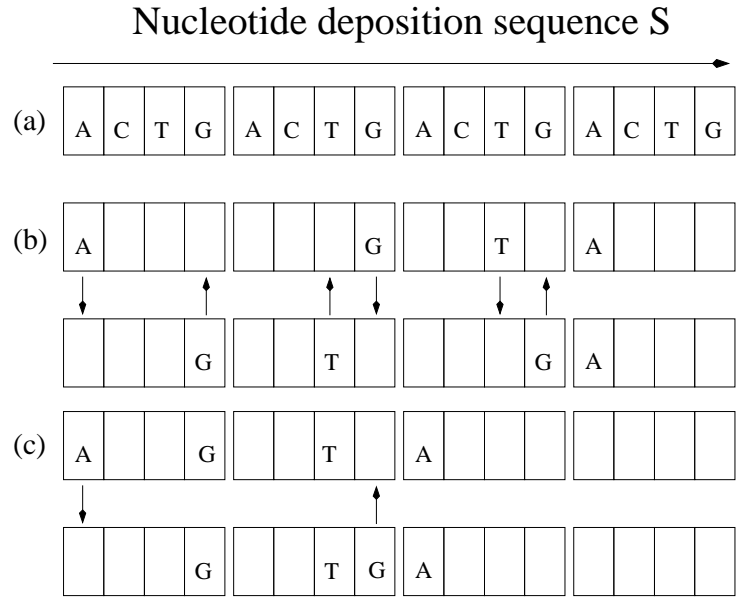 Nucleotide deposition sequence S
(a) A C T G A C T G A C T G A C T G
(b) A G T A
G T G A
(c) A G T A
G T G A